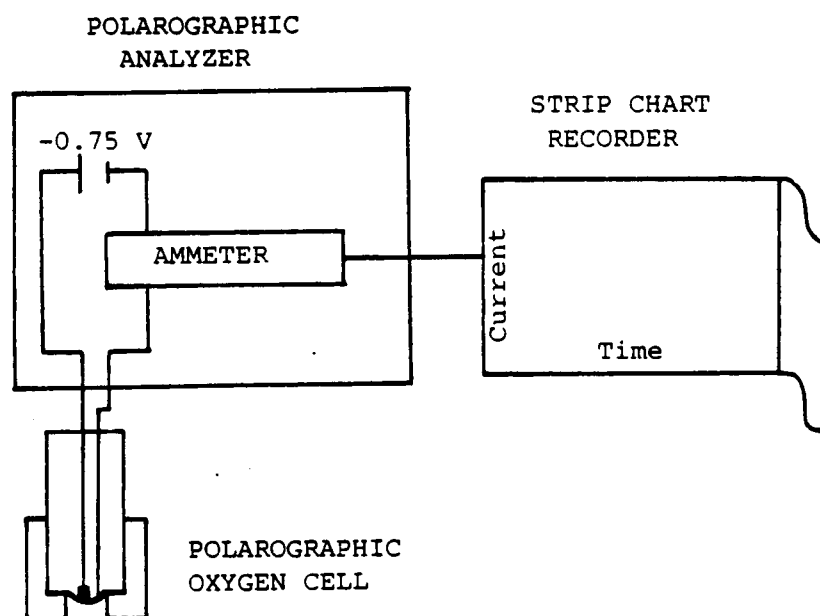 POLAROGRAPHIC
ANALYZER
-0.75 V
AMMETER
STRIP CHART
RECORDER
Current
Time
POLAROGRAPHIC
OXYGEN CELL